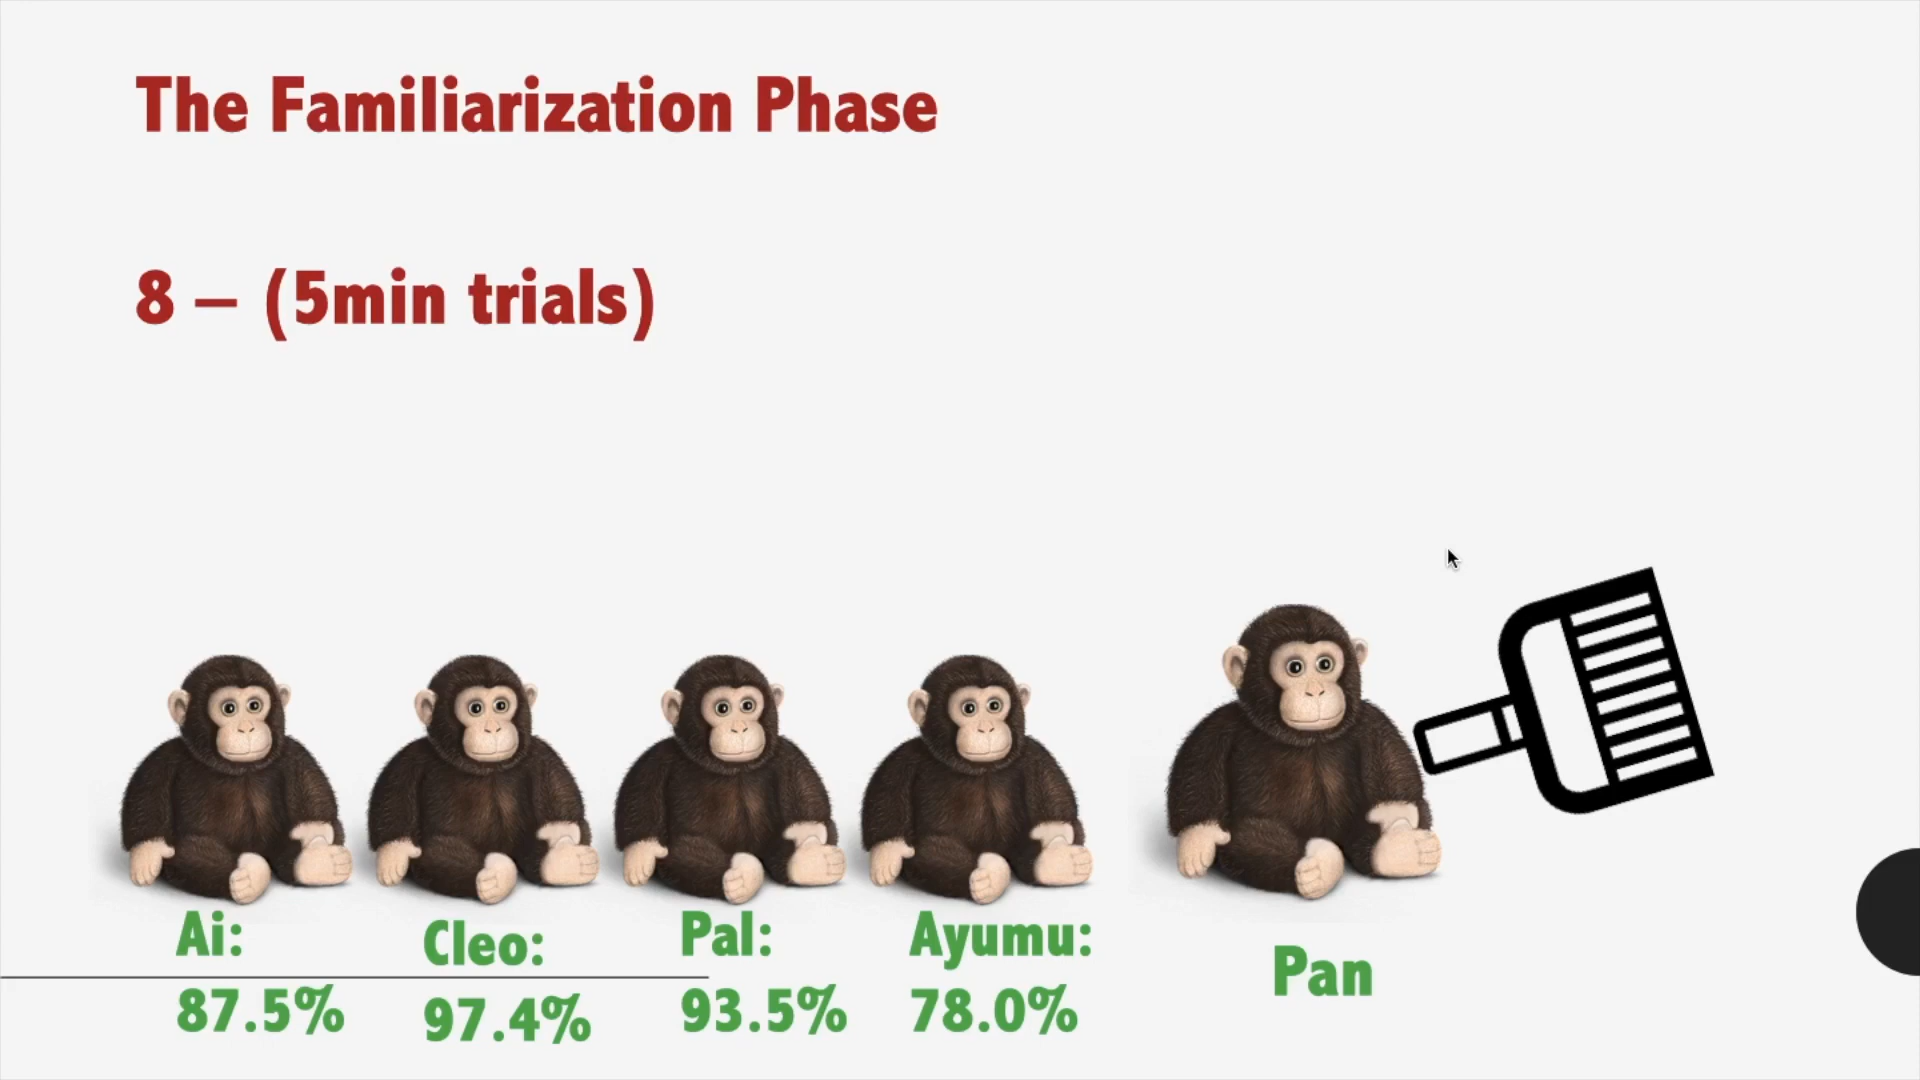 The Familiarization Phase
8 – (5min trials)
Ai:
87.5%
Cleo:
97.4%
Pal:
93.5%
Ayumu:
78.0%
Pan